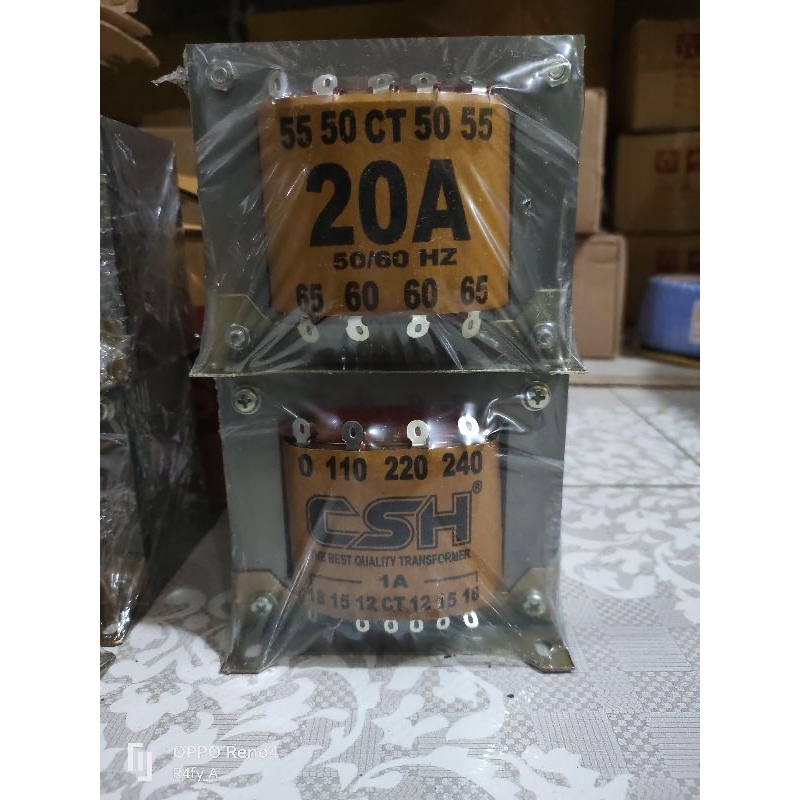 55 50 CT 50 55
20A
50/60 HZ
65 60 60 65
0 110 220 240
CSH®
THE BEST QUALITY TRANSFORMER
1A
18 15 12 CT 12 15 18
OPPO Reno4
R4fy_A